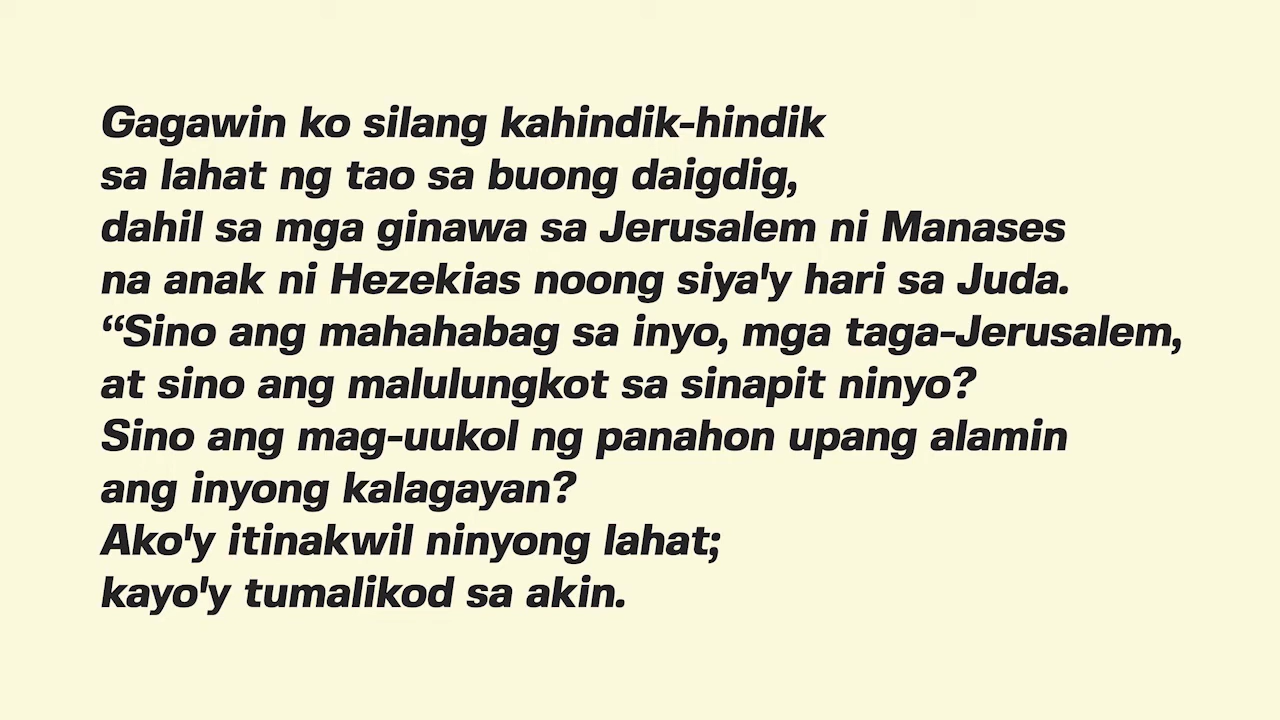 Gagawin ko silang kahindik-hindik
sa lahat ng tao sa buong daigdig,
dahil sa mga ginawa sa Jerusalem ni Manases
na anak ni Hezekias noong siya'y hari sa Juda.
“Sino ang mahahabag sa inyo, mga taga-Jerusalem,
at sino ang malulungkot sa sinapit ninyo?
Sino ang mag-uukol ng panahon upang alamin
ang inyong kalagayan?
Ako'y itinakwil ninyong lahat;
kayo'y tumalikod sa akin.